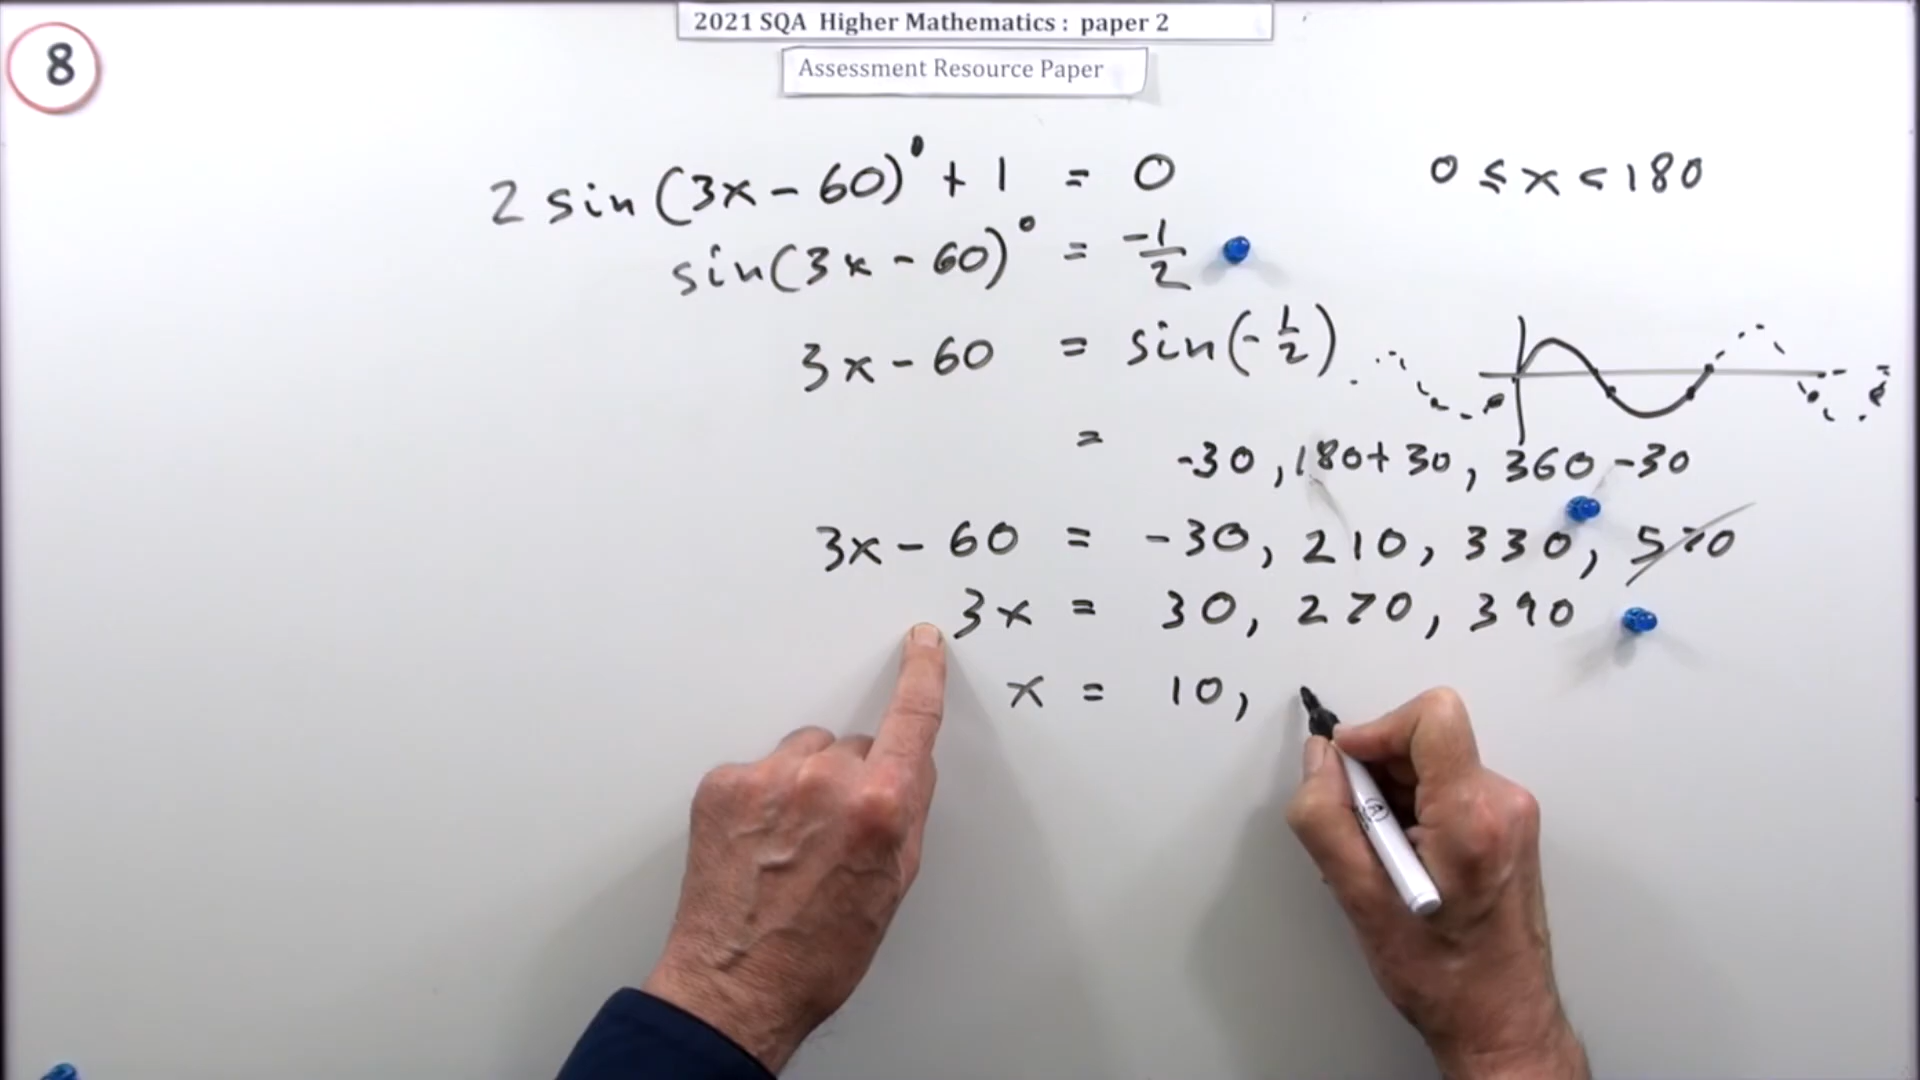 2021 SQA Higher Mathematics : paper 2
Assessment Resource Paper
8
2 sin (3x - 60)° + 1 = 0 0 ≤ x < 180
sin(3x - 60)° = -1/2
3x - 60 = sin(-1/2)
= -30, 180+30, 360-30
3x - 60 = -30, 210, 330, 570
3x = 30, 270, 390
x = 10,